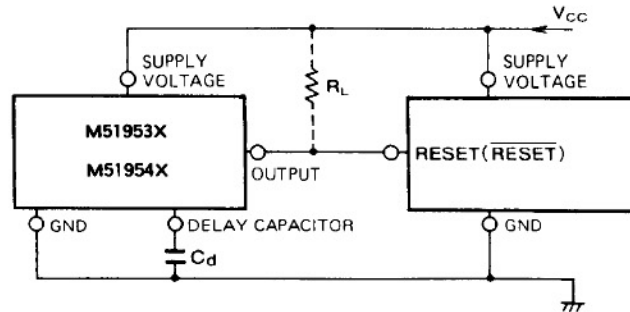 VCC
SUPPLY
VOLTAGE
SUPPLY
VOLTAGE
RL
M51953X
M51954X
OUTPUT
RESET(RESET)
GND
DELAY CAPACITOR
GND
Cd